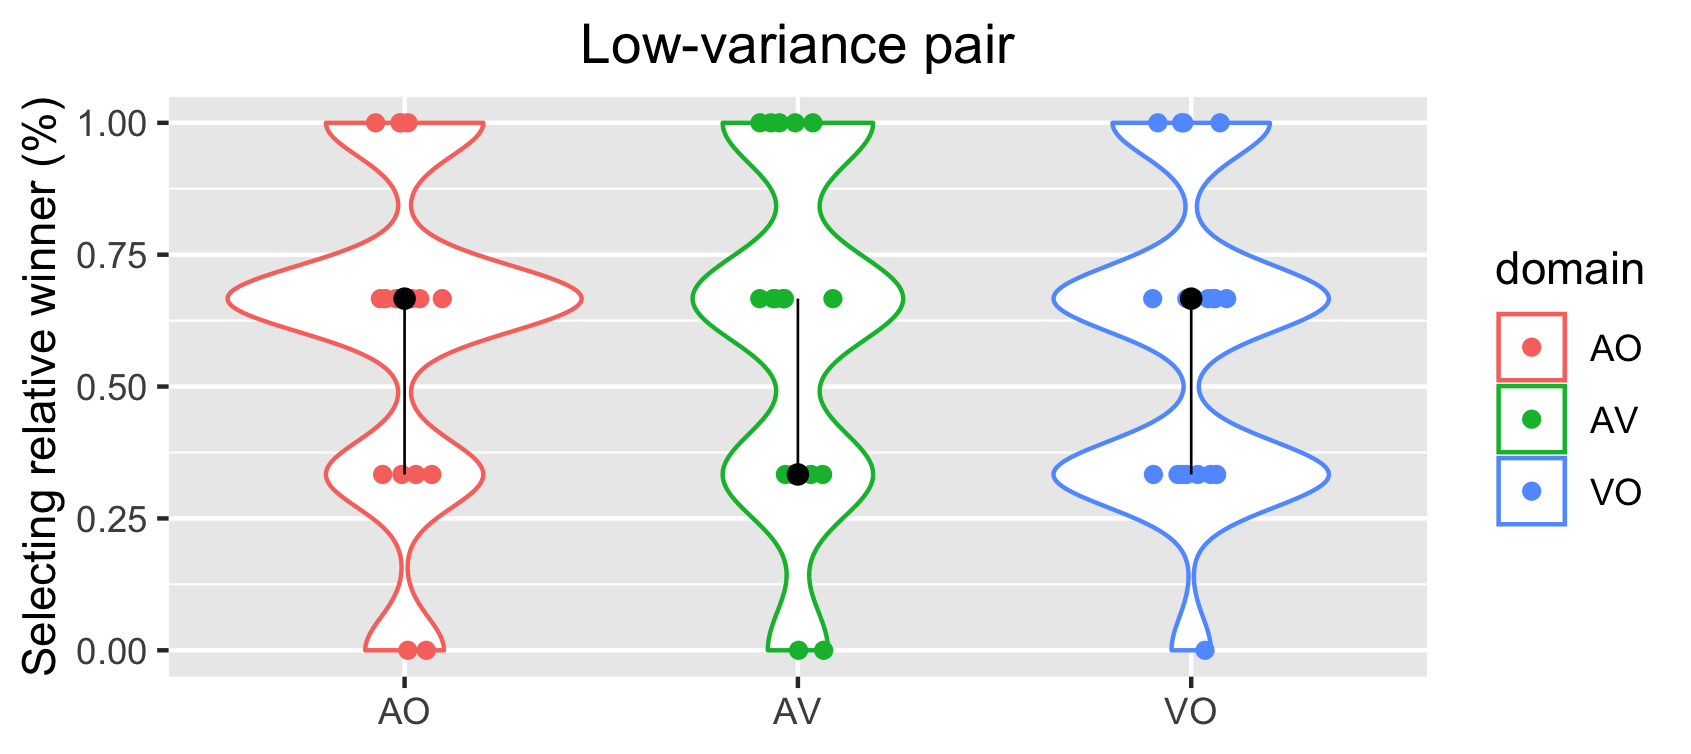 Low-variance pair
Selecting relative winner (%)
1.00
0.75
0.50
0.25
0.00
AO
AV
VO
domain
AO
AV
VO